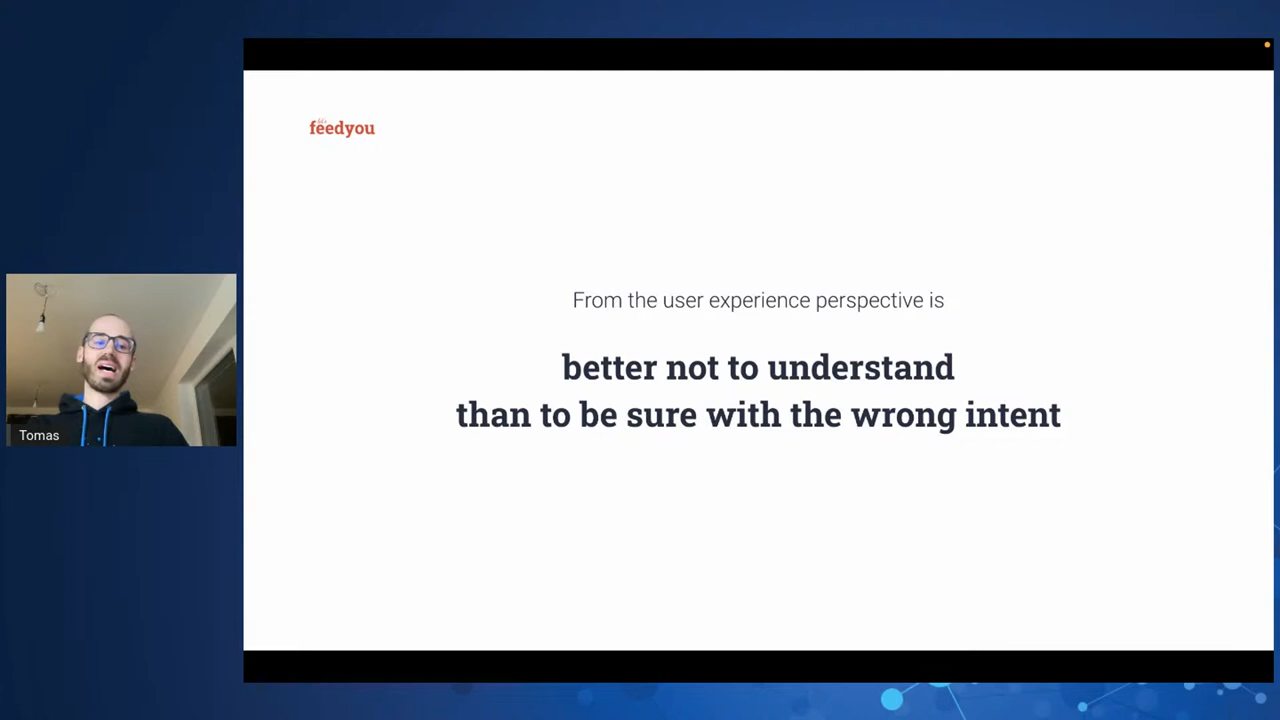 feedyou
From the user experience perspective is
better not to understand
than to be sure with the wrong intent
Tomas